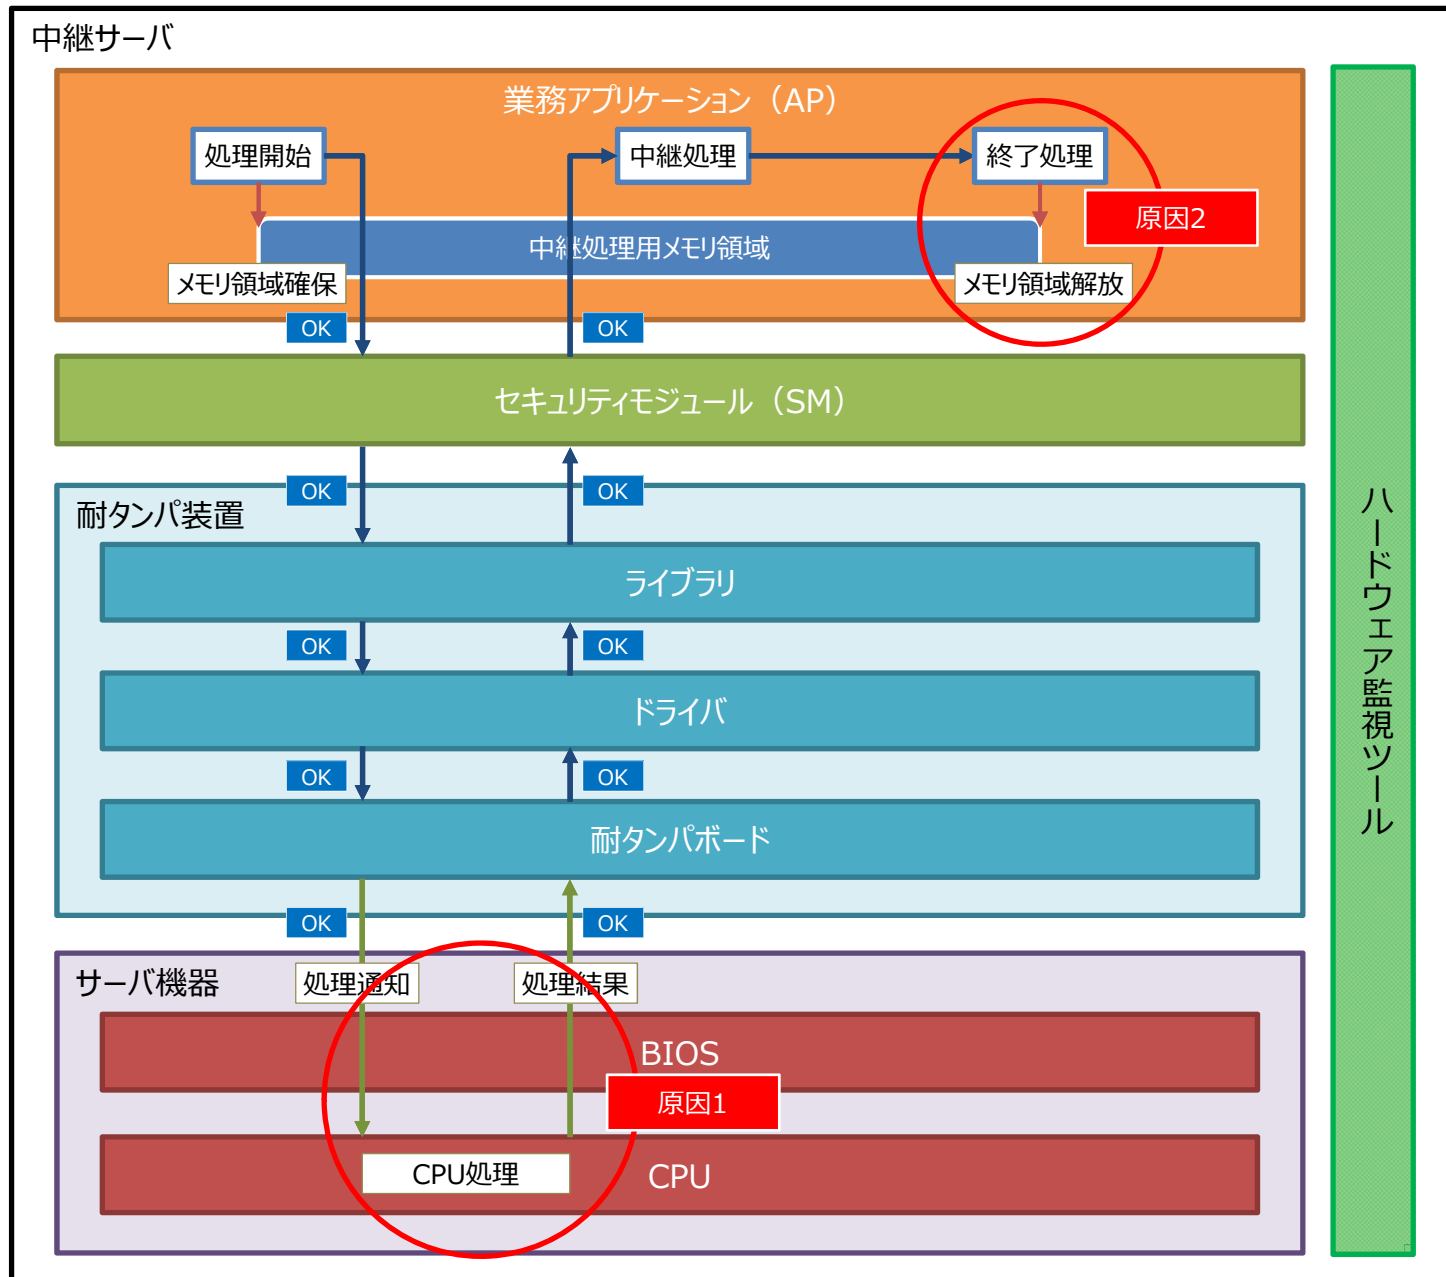 中継サーバ
業務アプリケーション（AP）
処理開始
中継処理
終了処理
原因2
中継処理用メモリ領域
メモリ領域確保
メモリ領域解放
OK
OK
セキュリティモジュール（SM）
OK
OK
耐タンパ装置
ライブラリ
OK
OK
ドライバ
OK
OK
耐タンパボード
OK
OK
サーバ機器
処理通知
処理結果
BIOS
原因1
CPU処理
CPU
ハードウェア監視ツール